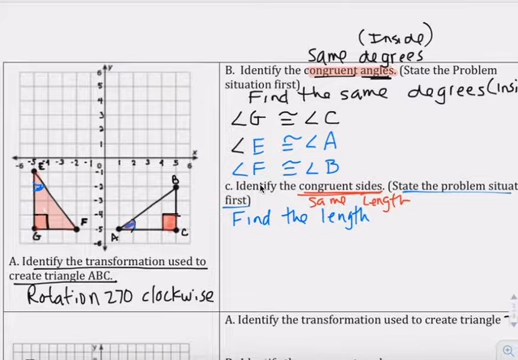 (Inside)
Same degrees
B. Identify the congruent angles. (State the Problem
situation first)
Find the same degrees (insi
∠G ≅ ∠C
∠E ≅ ∠A
∠F ≅ ∠B
c. Identify the congruent sides. (State the problem situat
first)
Same Length
Find the length
y
6
5
4
3
2
1
-6 -5 -4 -3 -2 -1 0 1 2 3 4 5 6 x
-1
-2
-3
-4
-5
-6
E
G
F
A
B
C
A. Identify the transformation used to
create triangle ABC.
Rotation 270 clockwise
A. Identify the transformation used to create triangle
y
6